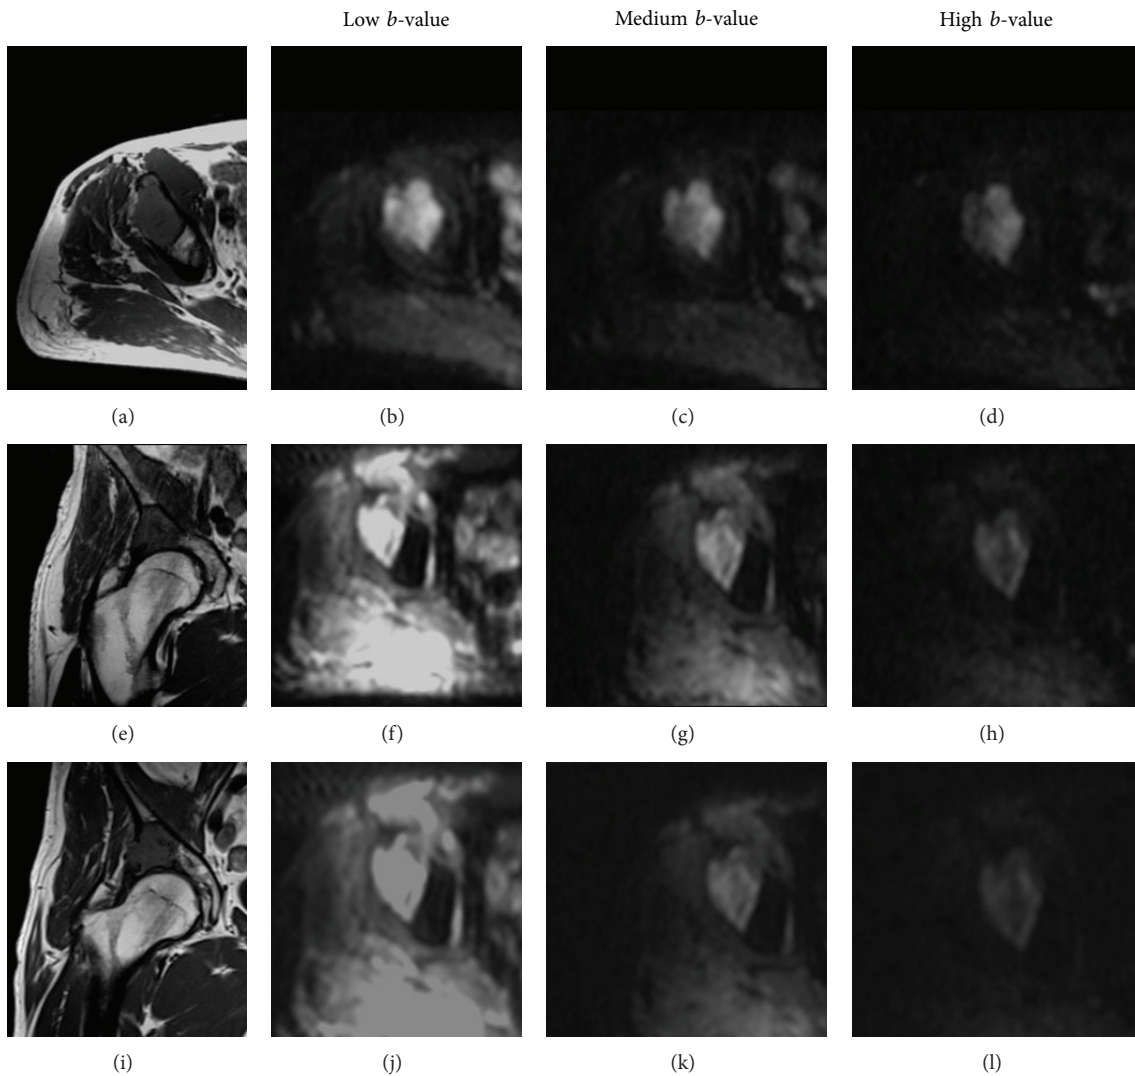 Low b-value Medium b-value High b-value
(a) (b) (c) (d)
(e) (f) (g) (h)
(i) (j) (k) (l)